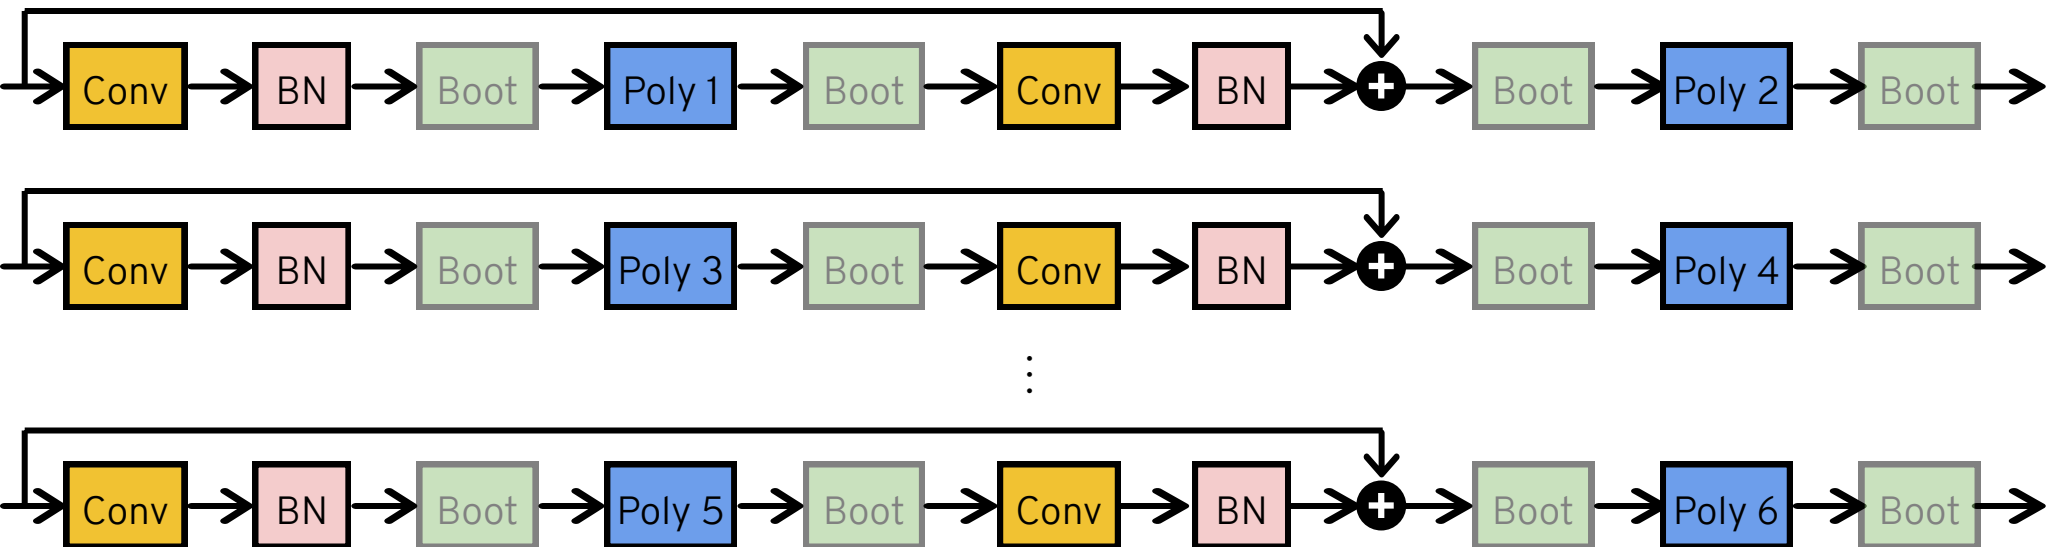 Conv BN Boot Poly 1 Boot Conv BN + Boot Poly 2 Boot
Conv BN Boot Poly 3 Boot Conv BN + Boot Poly 4 Boot
⋮
Conv BN Boot Poly 5 Boot Conv BN + Boot Poly 6 Boot